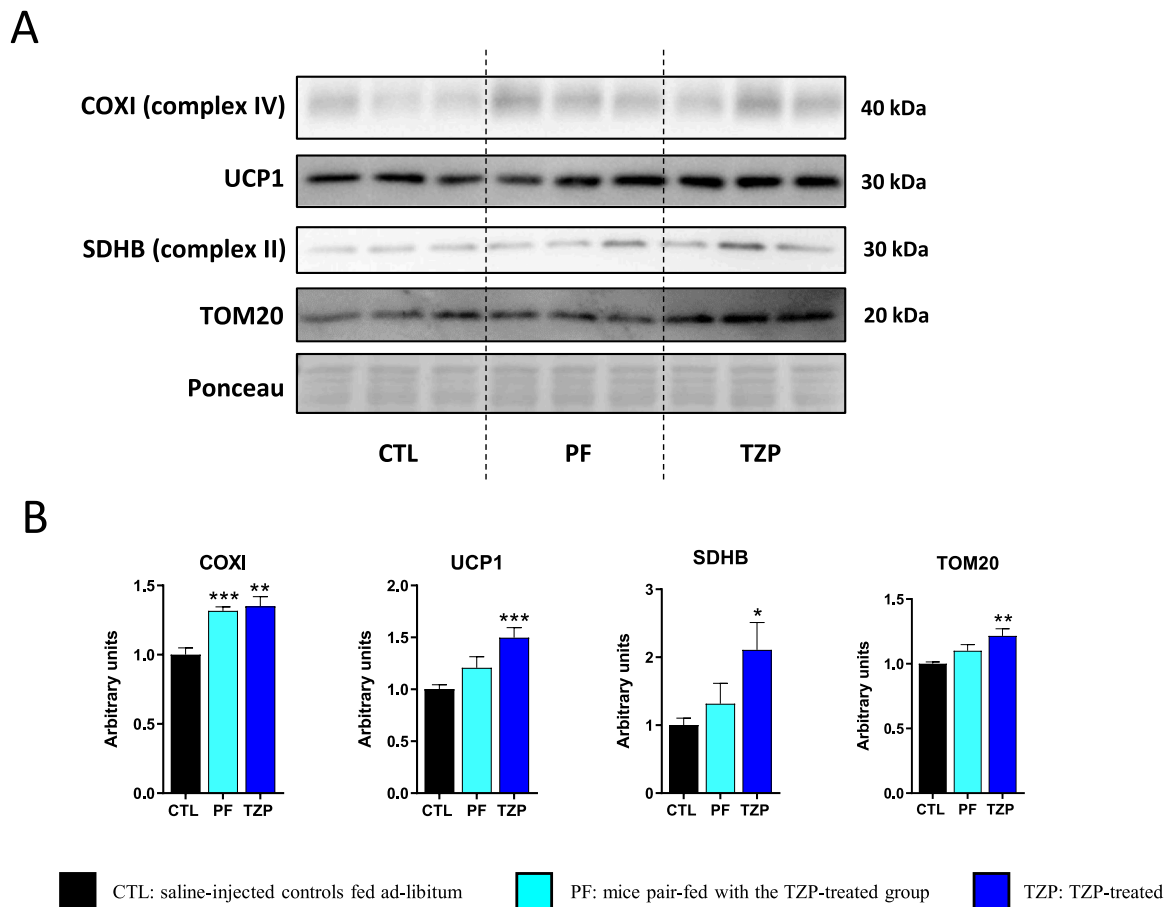 A
COXI (complex IV) 40 kDa
UCP1 30 kDa
SDHB (complex II) 30 kDa
TOM20 20 kDa
Ponceau
CTL PF TZP
B
COXI
Arbitrary units
1.5
***
**
1.0
0.5
0.0
CTL PF TZP
UCP1
Arbitrary units
2.0
***
1.5
1.0
0.5
0.0
CTL PF TZP
SDHB
Arbitrary units
3
*
2
1
0
CTL PF TZP
TOM20
Arbitrary units
1.5
**
1.0
0.5
0.0
CTL PF TZP
CTL: saline-injected controls fed ad-libitum
PF: mice pair-fed with the TZP-treated group
TZP: TZP-treated